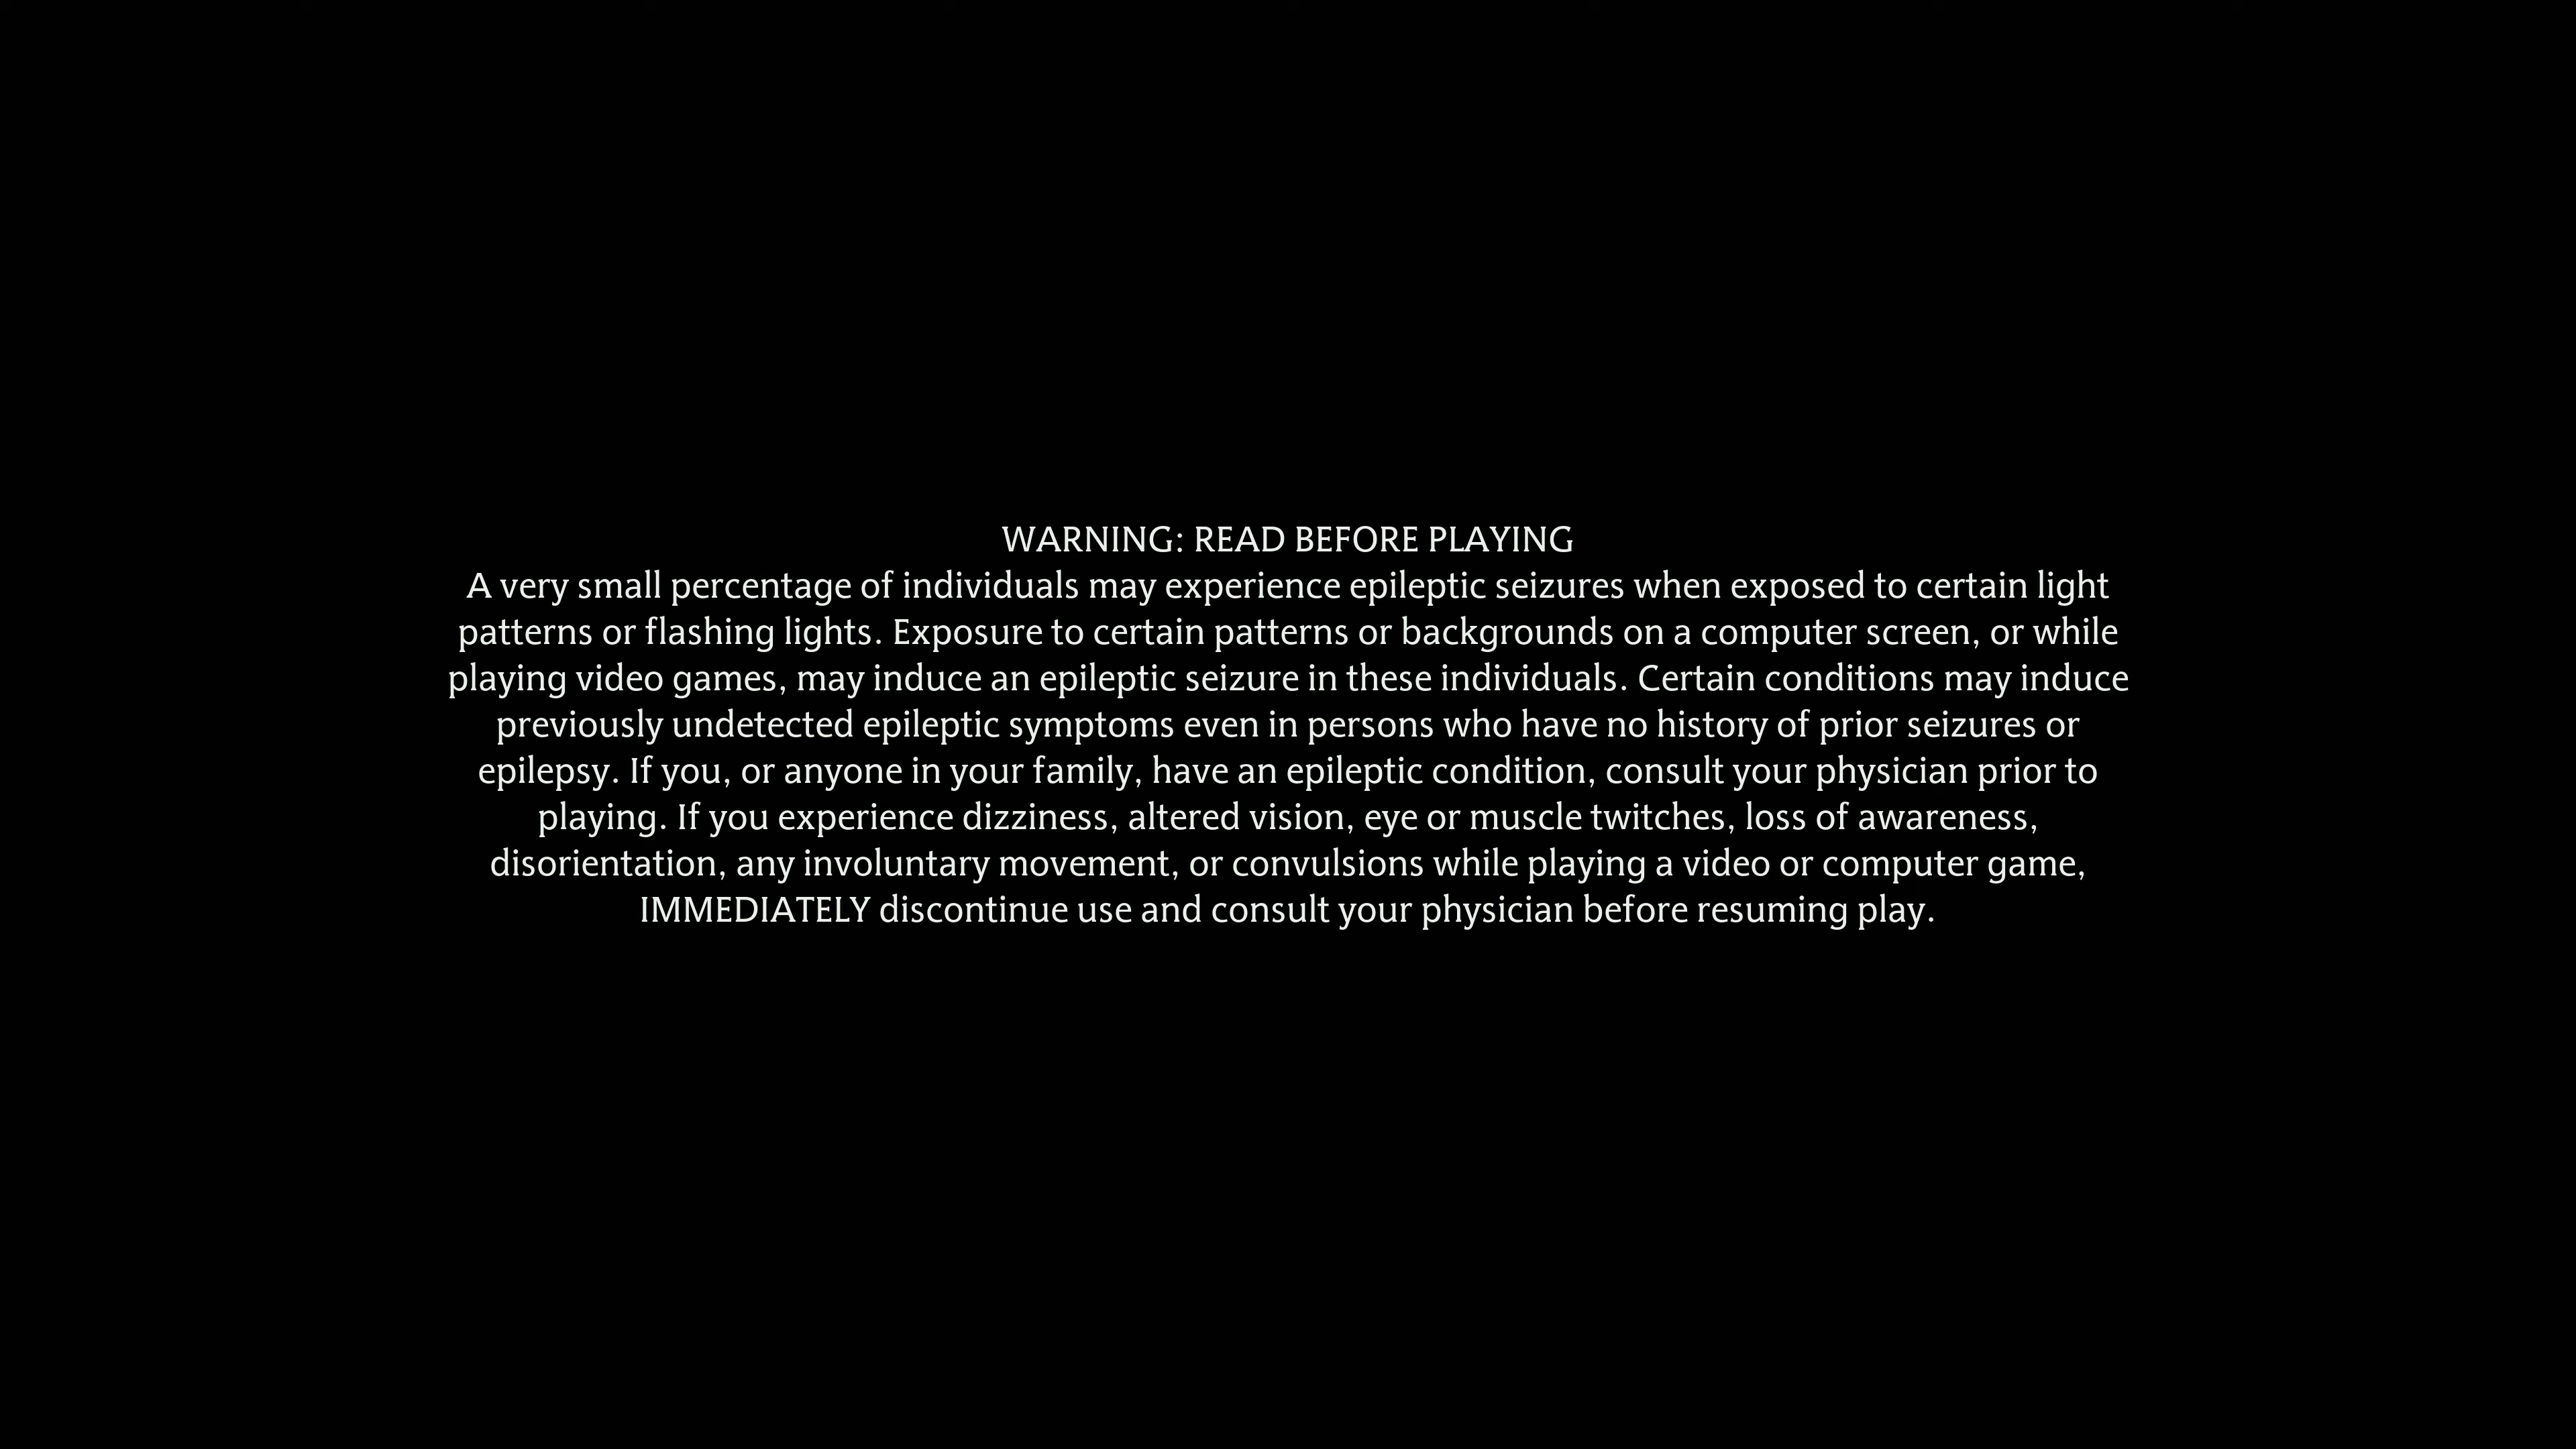 WARNING: READ BEFORE PLAYING
A very small percentage of individuals may experience epileptic seizures when exposed to certain light
patterns or flashing lights. Exposure to certain patterns or backgrounds on a computer screen, or while
playing video games, may induce an epileptic seizure in these individuals. Certain conditions may induce
previously undetected epileptic symptoms even in persons who have no history of prior seizures or
epilepsy. If you, or anyone in your family, have an epileptic condition, consult your physician prior to
playing. If you experience dizziness, altered vision, eye or muscle twitches, loss of awareness,
disorientation, any involuntary movement, or convulsions while playing a video or computer game,
IMMEDIATELY discontinue use and consult your physician before resuming play.